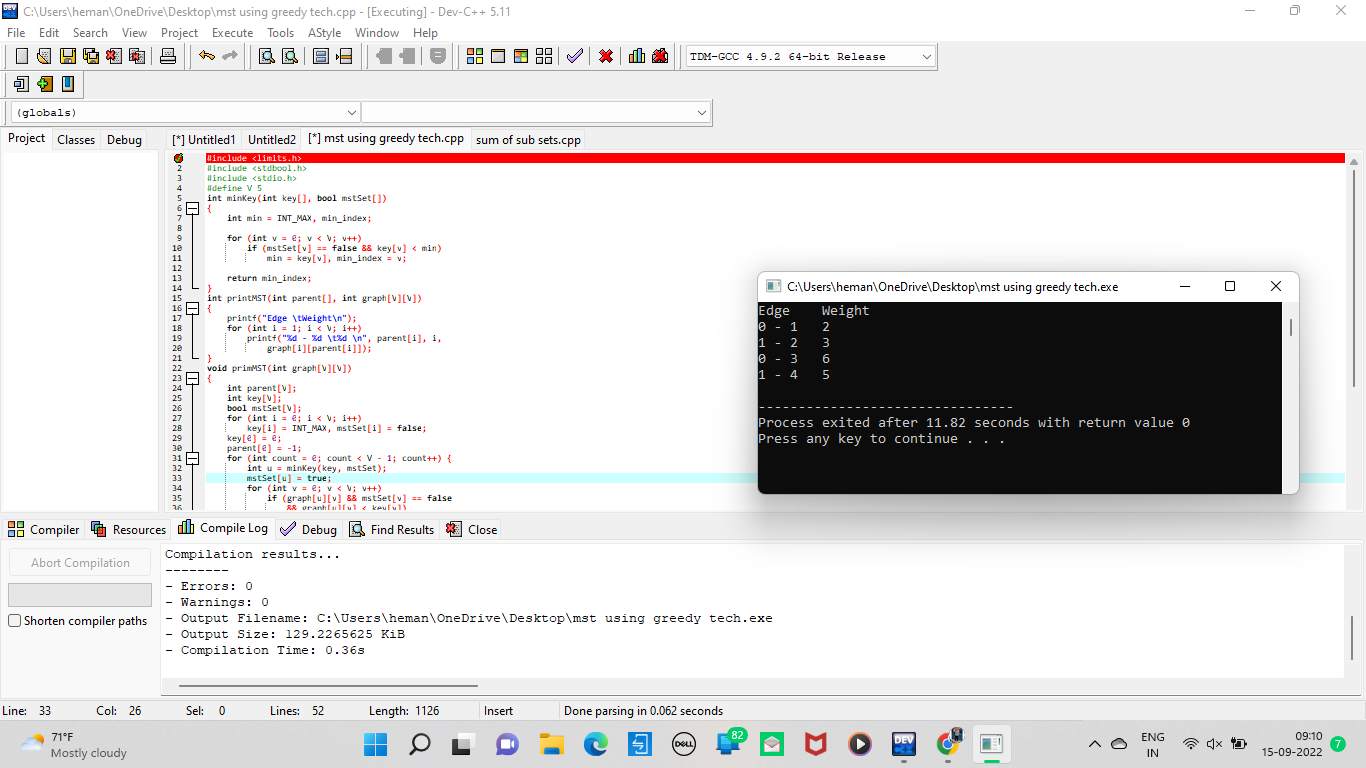 C:\Users\heman\OneDrive\Desktop\mst using greedy tech.cpp - [Executing] - Dev-C++ 5.11
File Edit Search View Project Execute Tools AStyle Window Help
TDM-GCC 4.9.2 64-bit Release
(globals)
Project Classes Debug
[*] Untitled1 Untitled2 [*] mst using greedy tech.cpp sum of sub sets.cpp
#include <limits.h>
2 #include <stdbool.h>
3 #include <stdio.h>
4 #define V 5
5 int minKey(int key[], bool mstSet[])
6 {
7 int min = INT_MAX, min_index;
8
9 for (int v = 0; v < V; v++)
10 if (mstSet[v] == false && key[v] < min)
11 min = key[v], min_index = v;
12
13 return min_index;
14 }
15 int printMST(int parent[], int graph[V][V])
16 {
17 printf("Edge \tWeight\n");
18 for (int i = 1; i < V; i++)
19 printf("%d - %d \t%d \n", parent[i], i,
20 graph[i][parent[i]]);
21 }
22 void primMST(int graph[V][V])
23 {
24 int parent[V];
25 int key[V];
26 bool mstSet[V];
27 for (int i = 0; i < V; i++)
28 key[i] = INT_MAX, mstSet[i] = false;
29 key[0] = 0;
30 parent[0] = -1;
31 for (int count = 0; count < V - 1; count++) {
32 int u = minKey(key, mstSet);
33 mstSet[u] = true;
34 for (int v = 0; v < V; v++)
35 if (graph[u][v] && mstSet[v] == false
36 && graph[u][v] < key[v])
C:\Users\heman\OneDrive\Desktop\mst using greedy tech.exe
Edge Weight
0 - 1 2
1 - 2 3
0 - 3 6
1 - 4 5
--------------------------------
Process exited after 11.82 seconds with return value 0
Press any key to continue . . .
Compiler Resources Compile Log Debug Find Results Close
Abort Compilation
Shorten compiler paths
Compilation results...
--------
- Errors: 0
- Warnings: 0
- Output Filename: C:\Users\heman\OneDrive\Desktop\mst using greedy tech.exe
- Output Size: 129.2265625 KiB
- Compilation Time: 0.36s
Line: 33 Col: 26 Sel: 0 Lines: 52 Length: 1126 Insert Done parsing in 0.062 seconds
71°F
Mostly cloudy
DELL
82
DEV
ENG
IN
09:10
15-09-2022
7